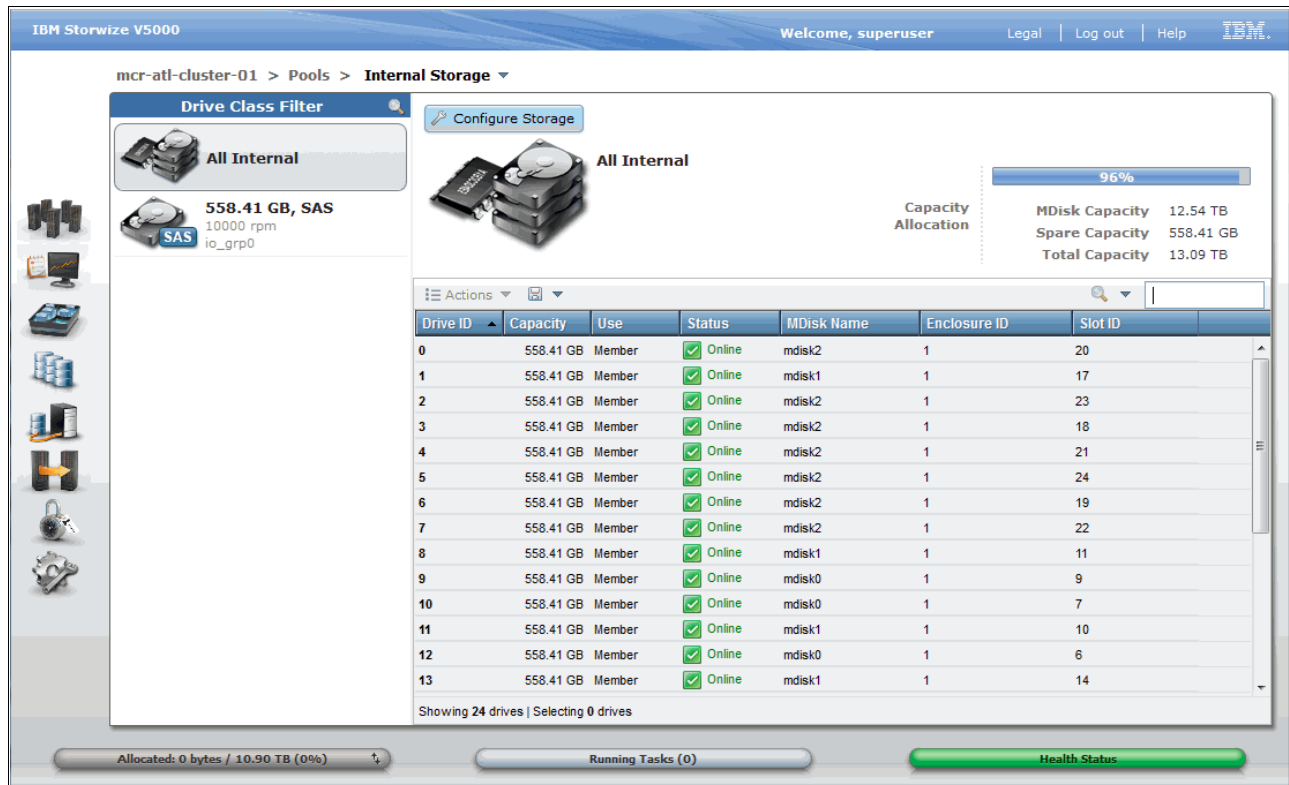 IBM Storwize V5000 Welcome, superuser Legal | Log out | Help IBM.
mcr-atl-cluster-01 > Pools > Internal Storage
Drive Class Filter
All Internal
558.41 GB, SAS
10000 rpm
io_grp0
SAS
Configure Storage
All Internal
Capacity Allocation
96%
MDisk Capacity 12.54 TB
Spare Capacity 558.41 GB
Total Capacity 13.09 TB
Actions
Drive ID Capacity Use Status MDisk Name Enclosure ID Slot ID
0 558.41 GB Member Online mdisk2 1 20
1 558.41 GB Member Online mdisk1 1 17
2 558.41 GB Member Online mdisk2 1 23
3 558.41 GB Member Online mdisk2 1 18
4 558.41 GB Member Online mdisk2 1 21
5 558.41 GB Member Online mdisk2 1 24
6 558.41 GB Member Online mdisk2 1 19
7 558.41 GB Member Online mdisk2 1 22
8 558.41 GB Member Online mdisk1 1 11
9 558.41 GB Member Online mdisk0 1 9
10 558.41 GB Member Online mdisk0 1 7
11 558.41 GB Member Online mdisk1 1 10
12 558.41 GB Member Online mdisk0 1 6
13 558.41 GB Member Online mdisk1 1 14
Showing 24 drives | Selecting 0 drives
Allocated: 0 bytes / 10.90 TB (0%) Running Tasks (0) Health Status